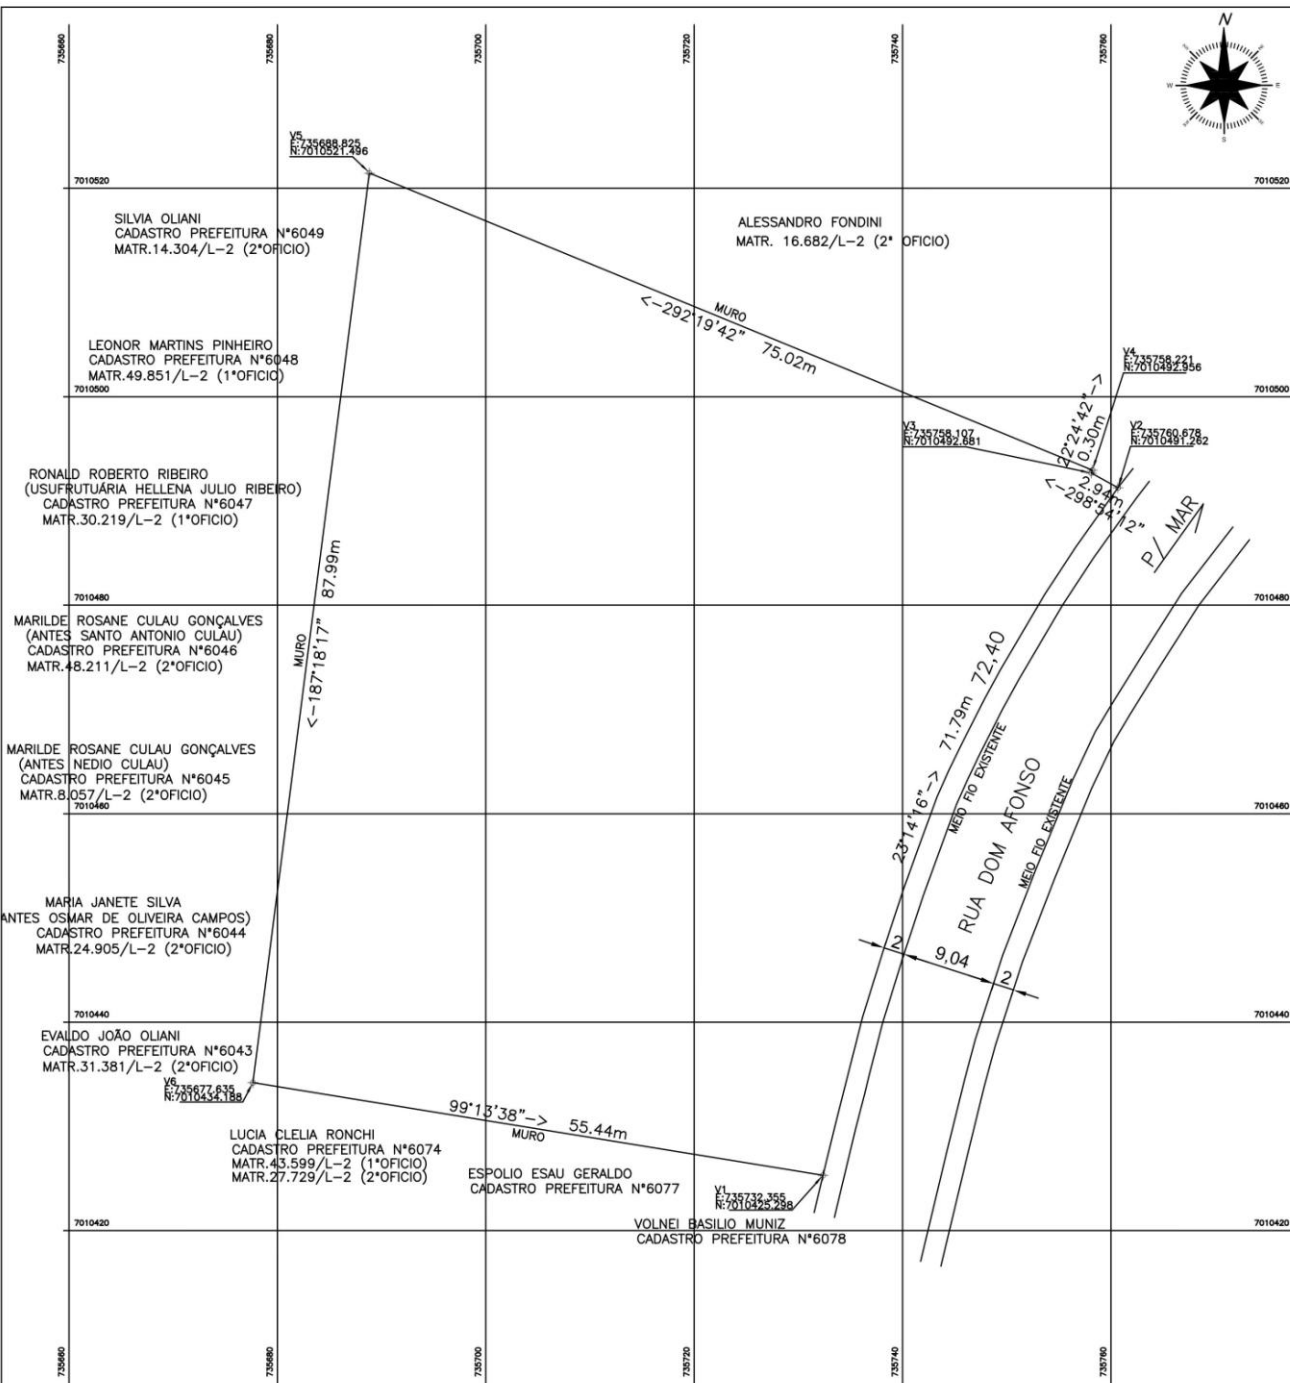 735660
735680
735700
735720
735740
735760
N
W
E
S
V5
E:735688.825
N:7010521.496
7010520
7010520
SILVIA OLIANI
CADASTRO PREFEITURA N°6049
MATR.14.304/L-2 (2°OFICIO)
ALESSANDRO FONDINI
MATR. 16.682/L-2 (2° OFICIO)
MURO
<-292°19'42" 75.02m
LEONOR MARTINS PINHEIRO
CADASTRO PREFEITURA N°6048
MATR.49.851/L-2 (1°OFICIO)
V4
E:735758.221
N:7010492.956
7010500
7010500
22°24'42"->
0.30m
V3
E:735758.107
N:7010492.681
V2
E:735760.678
N:7010491.262
2.94m
<-298°54'12"
P/ MAR
RONALD ROBERTO RIBEIRO
(USUFRUTUÁRIA HELLENA JULIO RIBEIRO)
CADASTRO PREFEITURA N°6047
MATR.30.219/L-2 (1°OFICIO)
MURO
<-187°18'17" 87.99m
7010480
7010480
MARILDE ROSANE CULAU GONÇALVES
(ANTES SANTO ANTONIO CULAU)
CADASTRO PREFEITURA N°6046
MATR.48.211/L-2 (2°OFICIO)
23°14'16"-> 71.79m 72,40
MEIO FIO EXISTENTE
RUA DOM AFONSO
MEIO FIO EXISTENTE
MARILDE ROSANE CULAU GONÇALVES
(ANTES NEDIO CULAU)
CADASTRO PREFEITURA N°6045
MATR.8.057/L-2 (2°OFICIO)
7010460
7010460
MARIA JANETE SILVA
ANTES OSMAR DE OLIVEIRA CAMPOS)
CADASTRO PREFEITURA N°6044
MATR.24.905/L-2 (2°OFICIO)
2
9,04
2
7010440
7010440
EVALDO JOÃO OLIANI
CADASTRO PREFEITURA N°6043
MATR.31.381/L-2 (2°OFICIO)
V6
E:735677.635
N:7010434.188
99°13'38"-> 55.44m
MURO
LUCIA CLELIA RONCHI
CADASTRO PREFEITURA N°6074
MATR.43.599/L-2 (1°OFICIO)
MATR.27.729/L-2 (2°OFICIO)
ESPOLIO ESAU GERALDO
CADASTRO PREFEITURA N°6077
V1
E:735732.355
N:7010425.298
VOLNEI BASILIO MUNIZ
CADASTRO PREFEITURA N°6078
7010420
7010420
735660
735680
735700
735720
735740
735760